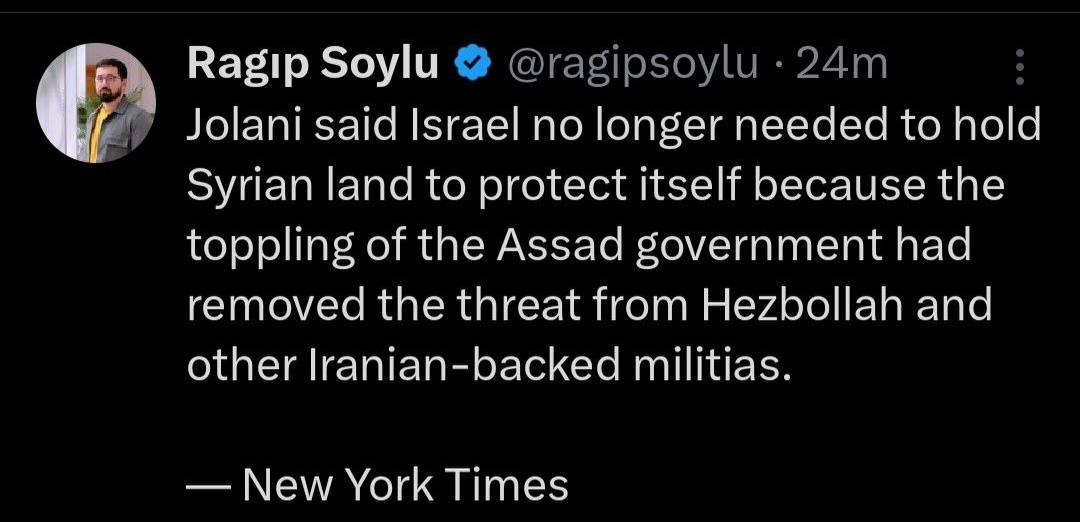 Ragıp Soylu @ragipsoylu · 24m
Jolani said Israel no longer needed to hold
Syrian land to protect itself because the
toppling of the Assad government had
removed the threat from Hezbollah and
other Iranian-backed militias.
— New York Times